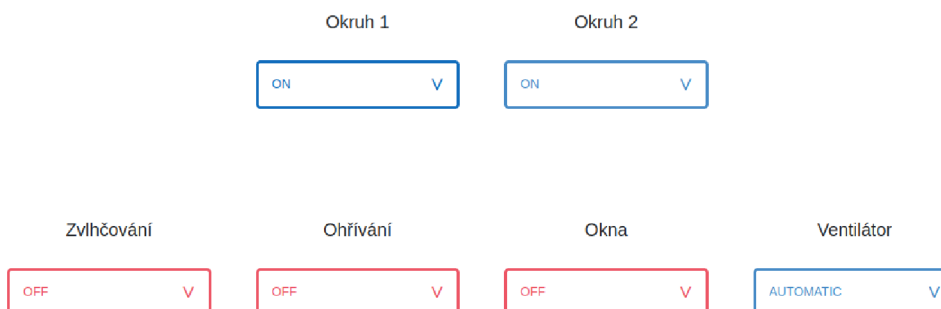 Okruh 1
Okruh 2
ON V
ON V
Zvlhčování
Ohřívání
Okna
Ventilátor
OFF V
OFF V
OFF V
AUTOMATIC V